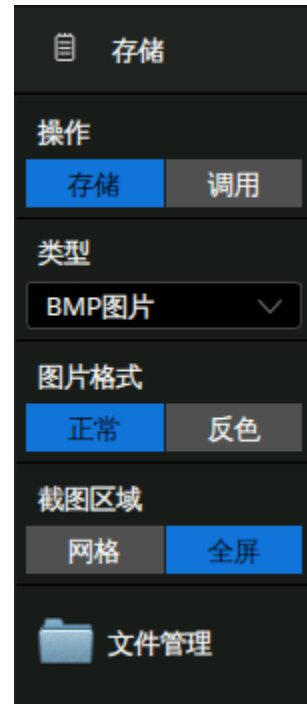 存储
操作
存储 调用
类型
BMP图片
图片格式
正常 反色
截图区域
网格 全屏
文件管理